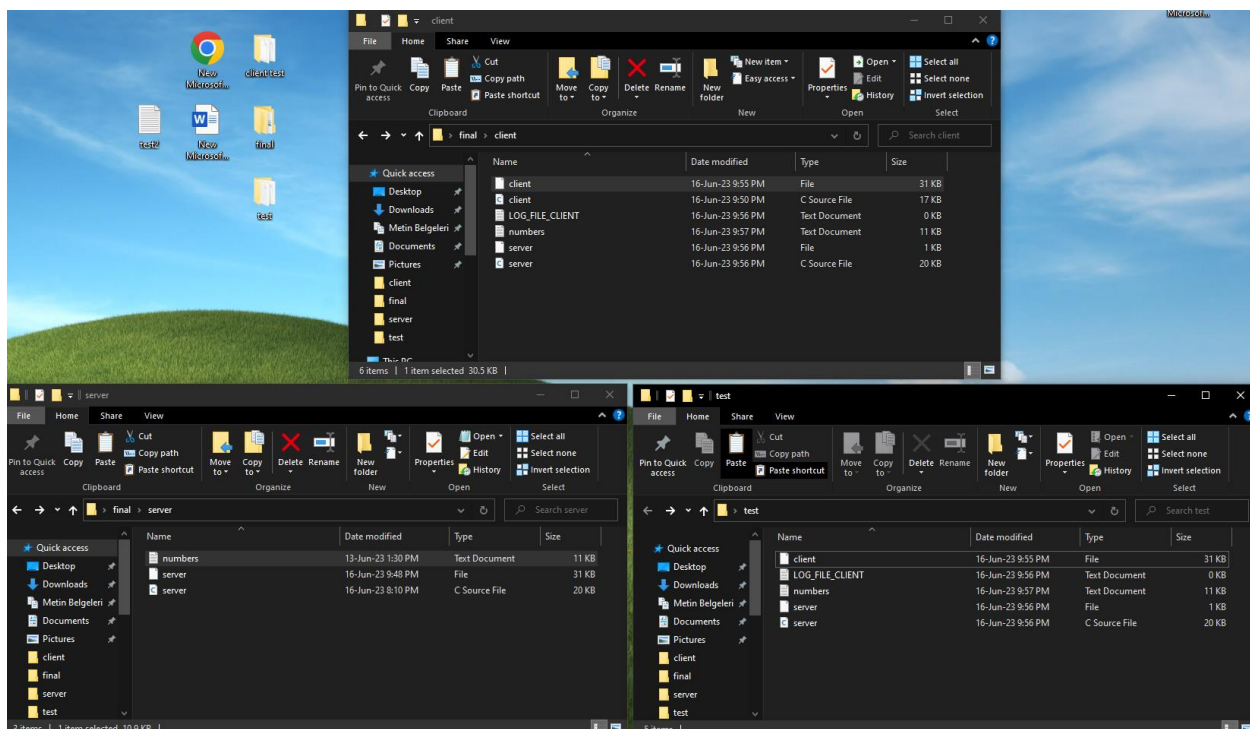 Microsoft...
New
Microsof...
client test
test2
New
Microsof...
final
test
client
File Home Share View
Pin to Quick access
Copy
Paste
Cut
Copy path
Paste shortcut
Move to
Copy to
Delete
Rename
New folder
New item
Easy access
Properties
Open
Edit
History
Select all
Select none
Invert selection
Clipboard Organize New Open Select
final › client
Search client
Name Date modified Type Size
client 16-Jun-23 9:55 PM File 31 KB
client 16-Jun-23 9:50 PM C Source File 17 KB
LOG_FILE_CLIENT 16-Jun-23 9:56 PM Text Document 0 KB
numbers 16-Jun-23 9:57 PM Text Document 11 KB
server 16-Jun-23 9:56 PM File 1 KB
server 16-Jun-23 9:56 PM C Source File 20 KB
Quick access
Desktop
Downloads
Metin Belgeleri
Documents
Pictures
client
final
server
test
This PC
6 items 1 item selected 30.5 KB
server
File Home Share View
Pin to Quick access
Copy
Paste
Cut
Copy path
Paste shortcut
Move to
Copy to
Delete
Rename
New folder
Properties
Open
Edit
History
Select all
Select none
Invert selection
Clipboard Organize New Open Select
final › server
Search server
Name Date modified Type Size
numbers 13-Jun-23 1:30 PM Text Document 11 KB
server 16-Jun-23 9:48 PM File 31 KB
server 16-Jun-23 8:10 PM C Source File 20 KB
Quick access
Desktop
Downloads
Metin Belgeleri
Documents
Pictures
client
final
server
test
3 items 1 item selected 10.9 KB
test
File Home Share View
Pin to Quick access
Copy
Paste
Cut
Copy path
Paste shortcut
Move to
Copy to
Delete
Rename
New folder
Properties
Open
Edit
History
Select all
Select none
Invert selection
Clipboard Organize New Open Select
test
Search test
Name Date modified Type Size
client 16-Jun-23 9:55 PM File 31 KB
LOG_FILE_CLIENT 16-Jun-23 9:56 PM Text Document 0 KB
numbers 16-Jun-23 9:57 PM Text Document 11 KB
server 16-Jun-23 9:56 PM File 1 KB
server 16-Jun-23 9:56 PM C Source File 20 KB
Quick access
Desktop
Downloads
Metin Belgeleri
Documents
Pictures
client
final
server
test
5 items